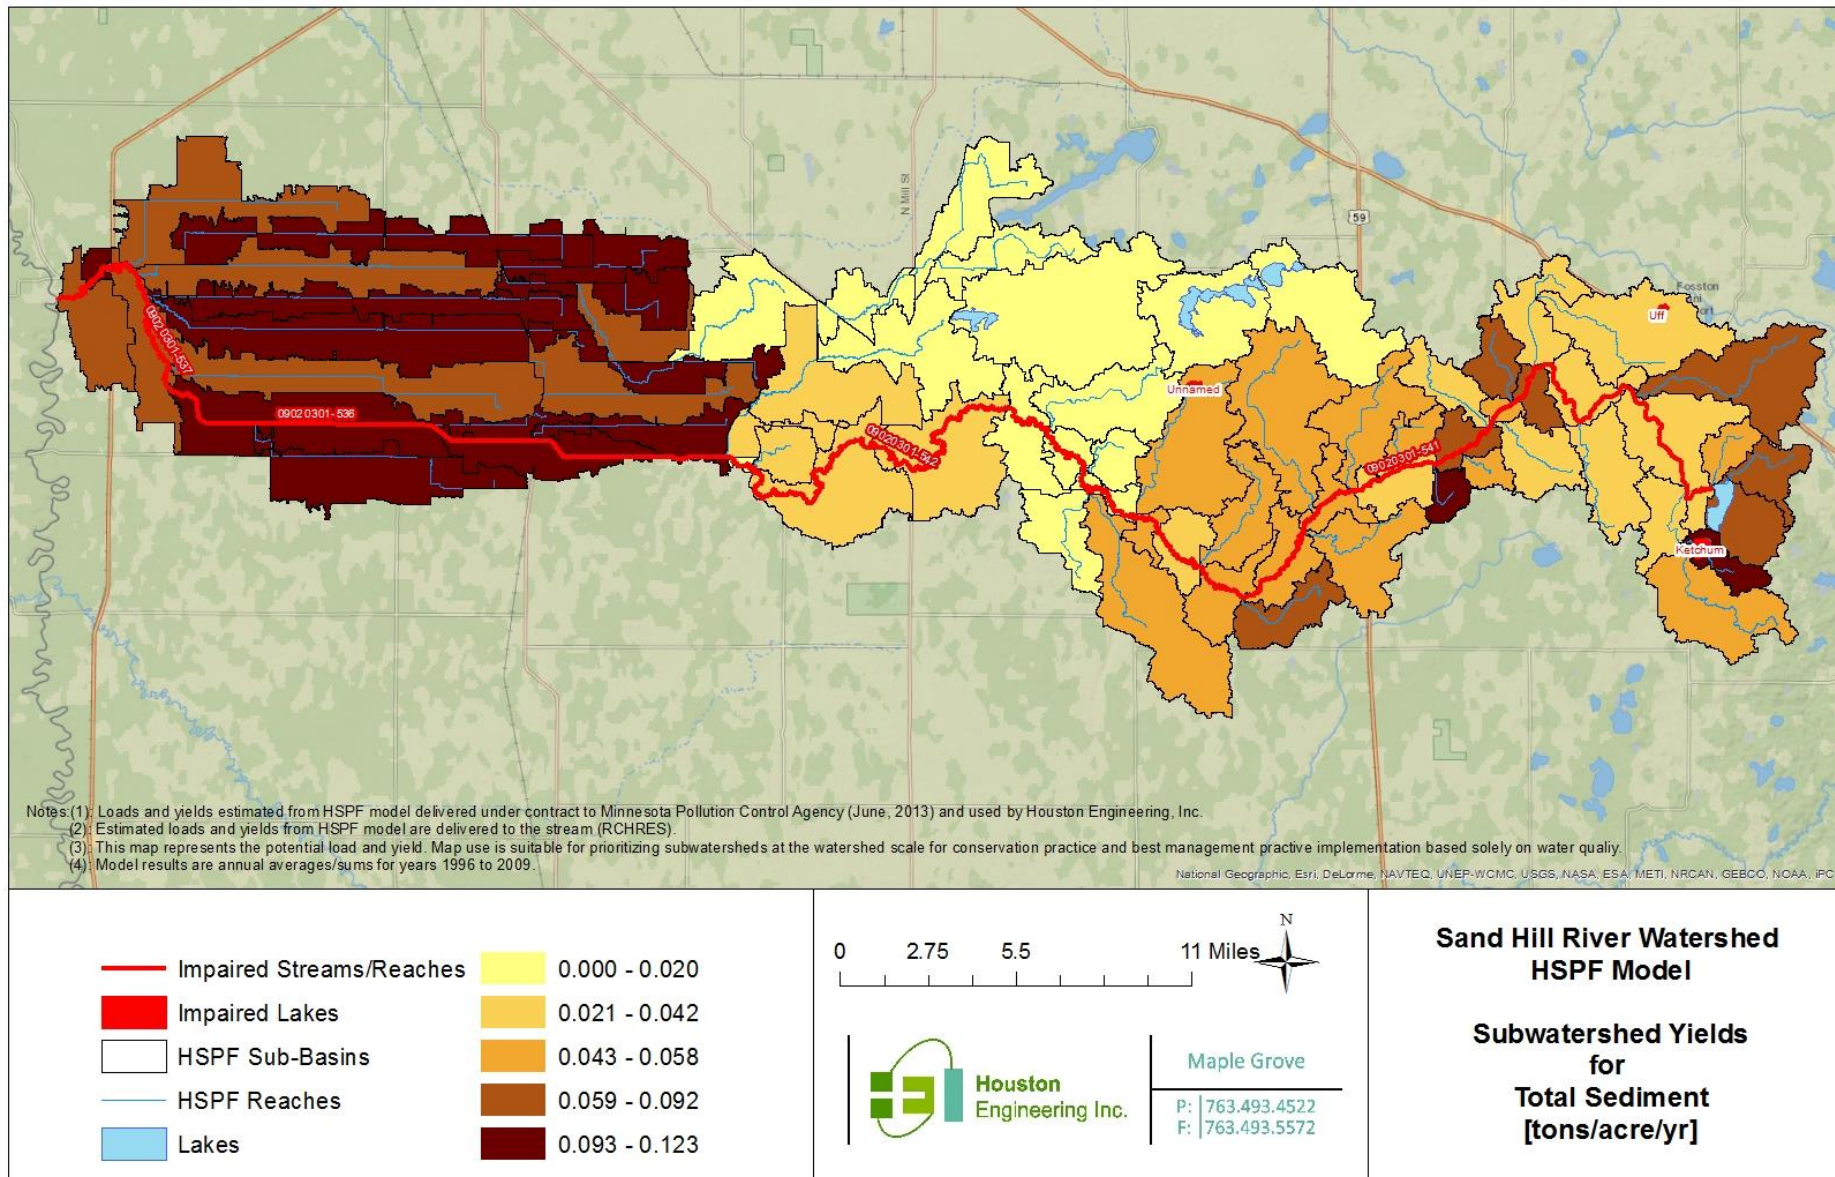 N Mill St
59
Fosston
Uff
Unnamed
09020301-537
09020301-536
09020301-542
09020301-541
Ketchum
Notes:(1): Loads and yields estimated from HSPF model delivered under contract to Minnesota Pollution Control Agency (June, 2013) and used by Houston Engineering, Inc.
(2): Estimated loads and yields from HSPF model are delivered to the stream (RCHRES).
(3): This map represents the potential load and yield. Map use is suitable for prioritizing subwatersheds at the watershed scale for conservation practice and best management practive implementation based solely on water qualiy.
(4): Model results are annual averages/sums for years 1996 to 2009.
National Geographic, Esri, DeLorme, NAVTEQ, UNEP-WCMC, USGS, NASA, ESA, METI, NRCAN, GEBCO, NOAA, iPC
Impaired Streams/Reaches
Impaired Lakes
HSPF Sub-Basins
HSPF Reaches
Lakes
0.000 - 0.020
0.021 - 0.042
0.043 - 0.058
0.059 - 0.092
0.093 - 0.123
0 2.75 5.5 11 Miles
N
Houston
Engineering Inc.
Maple Grove
P: 763.493.4522
F: 763.493.5572
Sand Hill River Watershed
HSPF Model
Subwatershed Yields
for
Total Sediment
[tons/acre/yr]